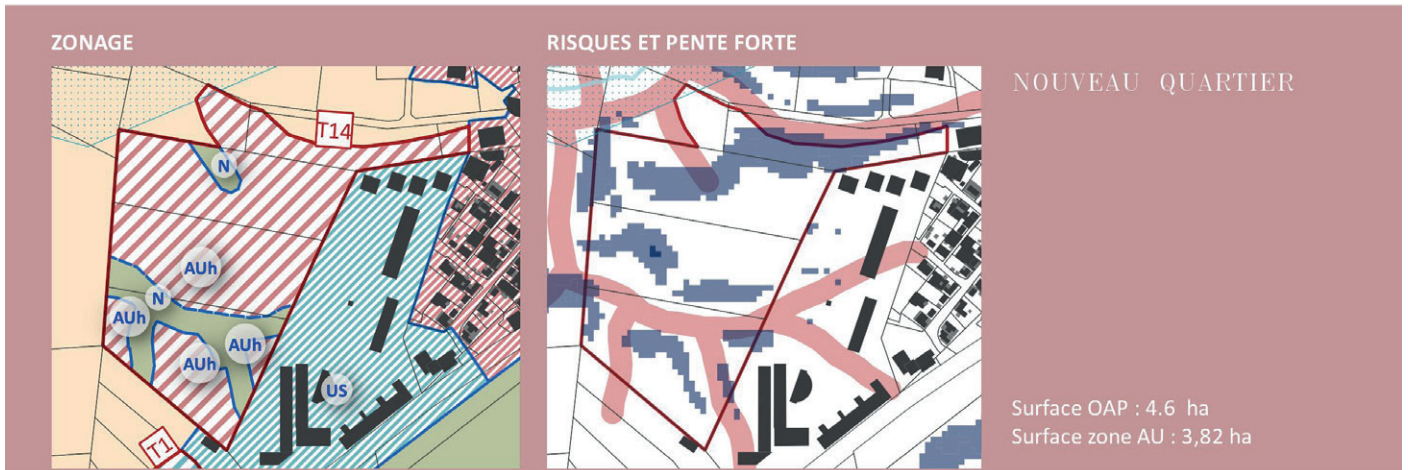 ZONAGE
RISQUES ET PENTE FORTE
NOUVEAU QUARTIER
T14
N
AUh
N
AUh
AUh
AUh
US
T1
Surface OAP : 4.6 ha
Surface zone AU : 3,82 ha